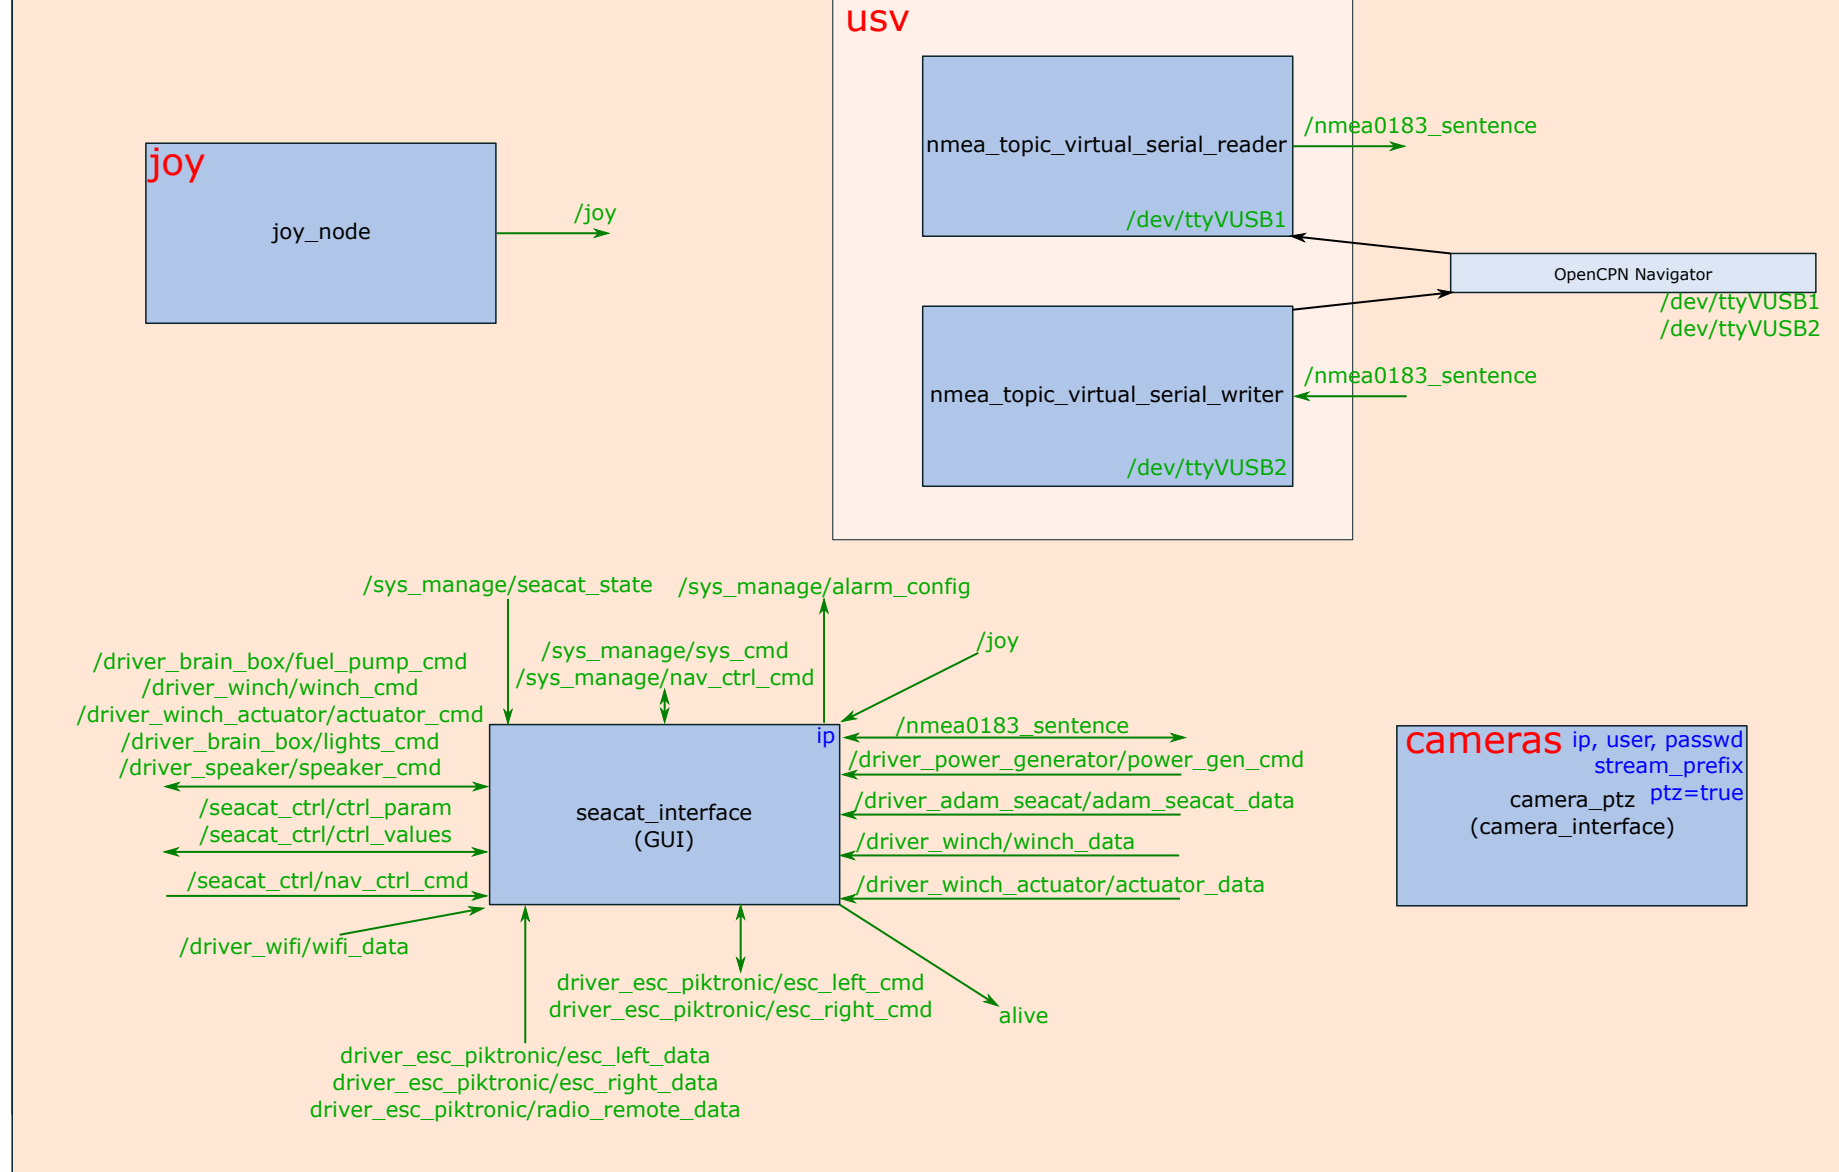 usv
nmea_topic_virtual_serial_reader
/nmea0183_sentence
/dev/ttyVUSB1
joy
joy_node
/joy
OpenCPN Navigator
/dev/ttyVUSB1
/dev/ttyVUSB2
nmea_topic_virtual_serial_writer
/nmea0183_sentence
/dev/ttyVUSB2
/sys_manage/seacat_state
/sys_manage/alarm_config
/sys_manage/sys_cmd
/sys_manage/nav_ctrl_cmd
/joy
/driver_brain_box/fuel_pump_cmd
/driver_winch/winch_cmd
/driver_winch_actuator/actuator_cmd
/driver_brain_box/lights_cmd
/driver_speaker/speaker_cmd
/seacat_ctrl/ctrl_param
/seacat_ctrl/ctrl_values
/seacat_ctrl/nav_ctrl_cmd
/driver_wifi/wifi_data
ip
seacat_interface
(GUI)
/nmea0183_sentence
/driver_power_generator/power_gen_cmd
/driver_adam_seacat/adam_seacat_data
/driver_winch/winch_data
/driver_winch_actuator/actuator_data
cameras
ip, user, passwd
stream_prefix
ptz=true
camera_ptz
(camera_interface)
driver_esc_piktronic/esc_left_cmd
driver_esc_piktronic/esc_right_cmd
alive
driver_esc_piktronic/esc_left_data
driver_esc_piktronic/esc_right_data
driver_esc_piktronic/radio_remote_data